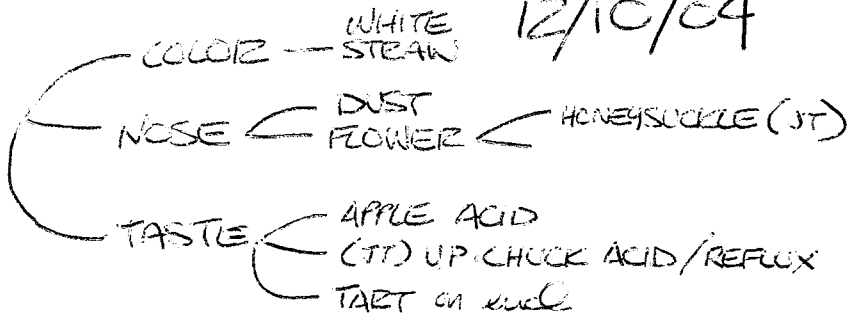 12/10/04
WHITE
COLOR — STRAW
DUST
NOSE
FLOWER
HONEYSUCKLE (JT)
APPLE ACID
TASTE
(JT) UP CHUCK ACID/REFLUX
TART on end